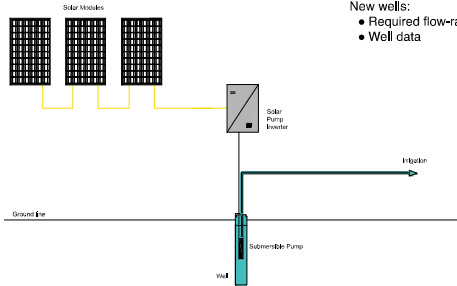 Solar Modules
New wells:
• Required flow-ra
• Well data
Solar
Pump
Inverter
Irrigation
Ground line
Submersible Pump
Well